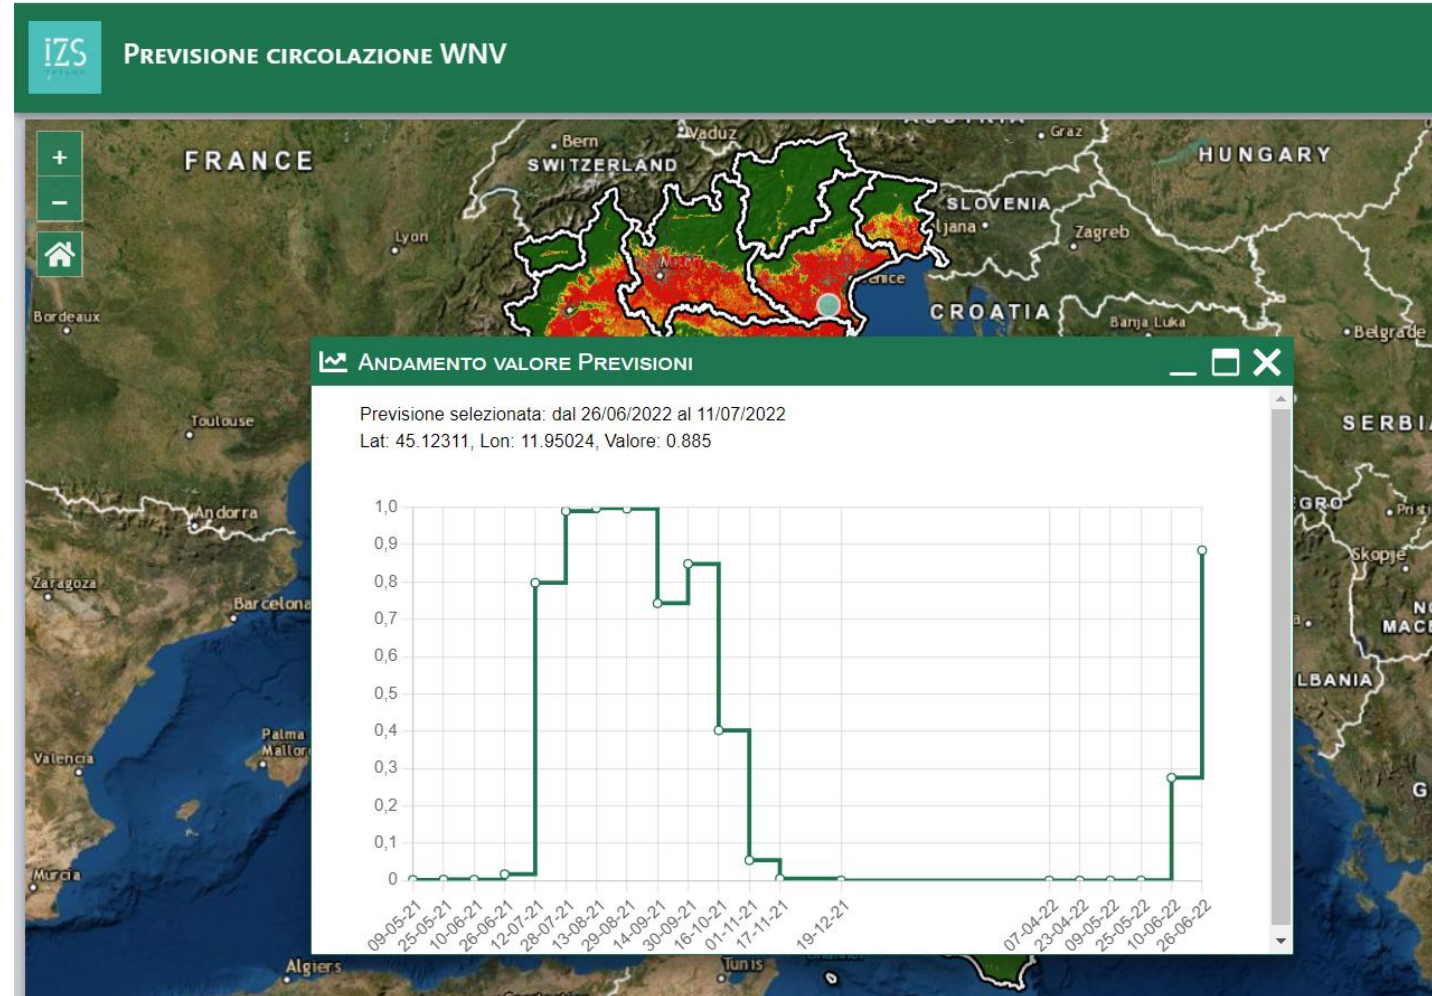 IZS
PREVISIONE CIRCOLAZIONE WNV
+
−
FRANCE
Bern
Vaduz
SWITZERLAND
Graz
HUNGARY
SLOVENIA
Zagreb
Lyon
CROATIA
Banja Luka
Belgrade
Bordeaux
Toulouse
Andorra
Zaragoza
Barcelona
Palma
Valencia
Murcia
Algiers
Tunis
Skopje
ANDAMENTO VALORE PREVISIONI
Previsione selezionata: dal 26/06/2022 al 11/07/2022
Lat: 45.12311, Lon: 11.95024, Valore: 0.885
1,0
0,9
0,8
0,7
0,6
0,5
0,4
0,3
0,2
0,1
0
09-05-21
25-05-21
10-06-21
26-06-21
12-07-21
28-07-21
13-08-21
29-08-21
14-09-21
30-09-21
16-10-21
01-11-21
17-11-21
19-12-21
07-04-22
23-04-22
09-05-22
25-05-22
10-06-22
26-06-22